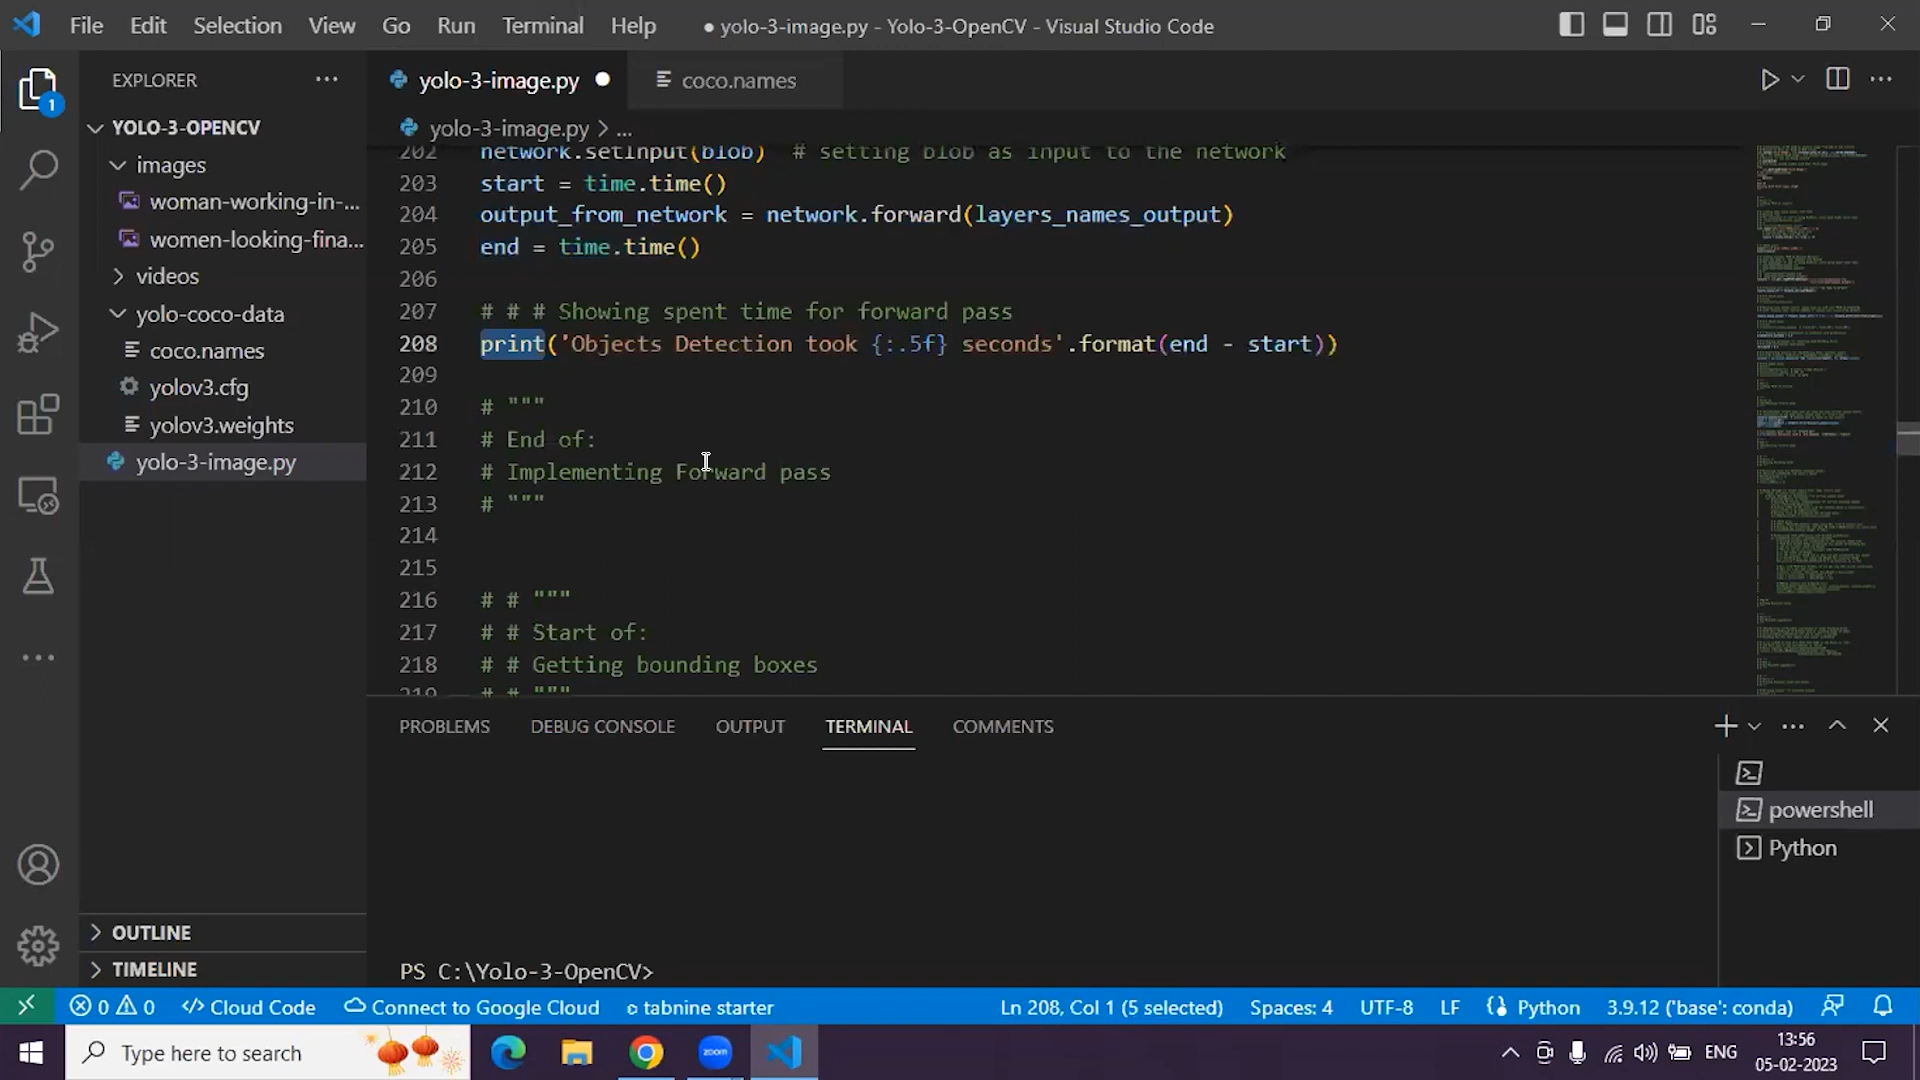 File Edit Selection View Go Run Terminal Help ● yolo-3-image.py - Yolo-3-OpenCV - Visual Studio Code
EXPLORER ...
1
YOLO-3-OPENCV
images
woman-working-in-...
women-looking-fina...
videos
yolo-coco-data
coco.names
yolov3.cfg
yolov3.weights
yolo-3-image.py
OUTLINE
TIMELINE
yolo-3-image.py coco.names
yolo-3-image.py > ...
202 network.setInput(blob)  # setting blob as input to the network
203 start = time.time()
204 output_from_network = network.forward(layers_names_output)
205 end = time.time()
206
207 # # # Showing spent time for forward pass
208 print('Objects Detection took {:.5f} seconds'.format(end - start))
209
210 # """
211 # End of:
212 # Implementing Forward pass
213 # """
214
215
216 # # """
217 # # Start of:
218 # # Getting bounding boxes
219 # # """
PROBLEMS DEBUG CONSOLE OUTPUT TERMINAL COMMENTS
powershell
Python
PS C:\Yolo-3-OpenCV>
0 0 Cloud Code Connect to Google Cloud tabnine starter Ln 208, Col 1 (5 selected) Spaces: 4 UTF-8 LF Python 3.9.12 ('base': conda)
Type here to search zoom ENG
13:56
05-02-2023